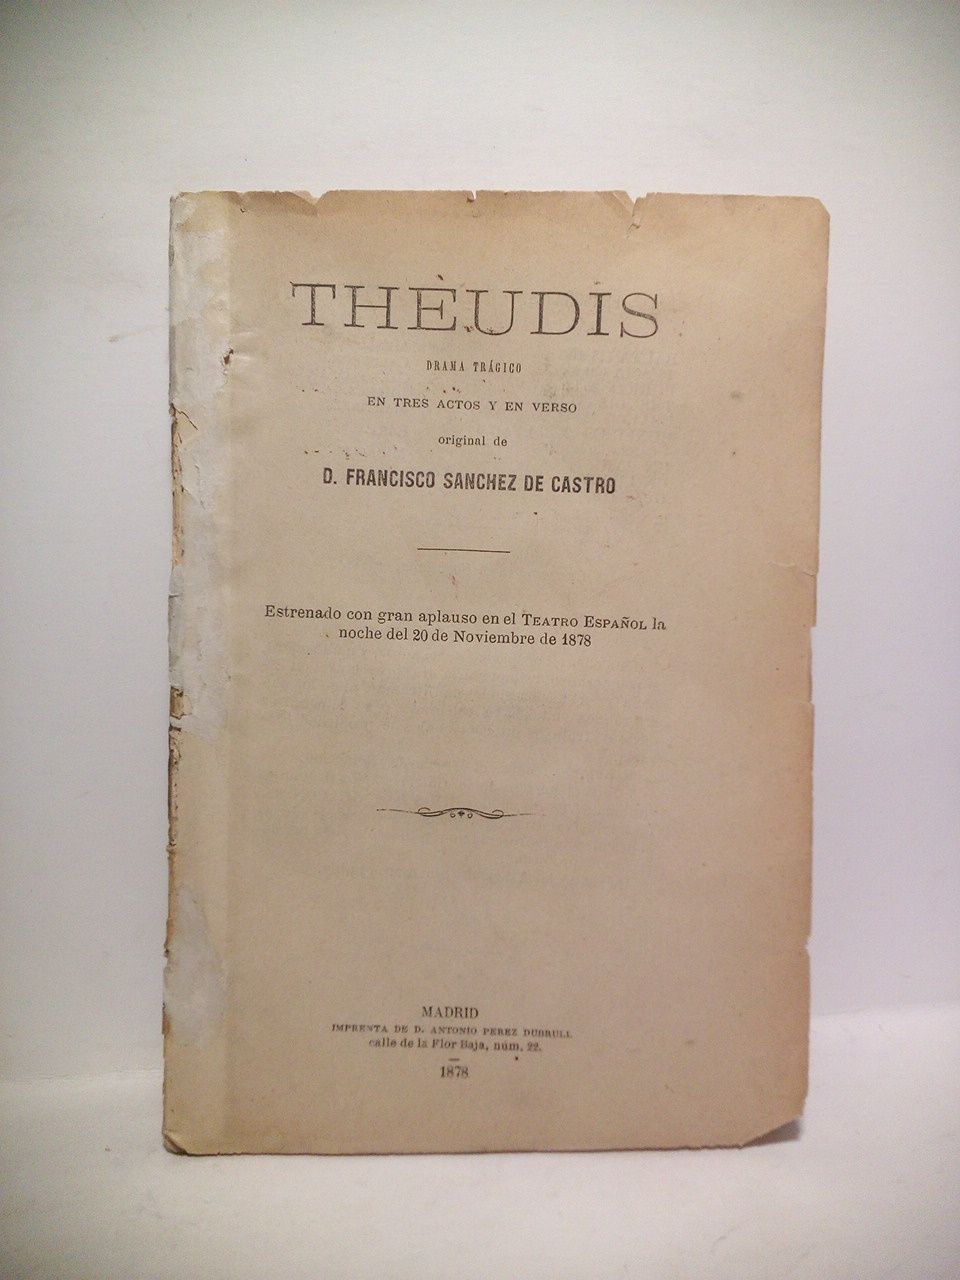 THÈUDIS
DRAMA TRÁGICO
EN TRES ACTOS Y EN VERSO
original de
D. FRANCISCO SANCHEZ DE CASTRO
Estrenado con gran aplauso en el TEATRO ESPAÑOL la
noche del 20 de Noviembre de 1878
MADRID
IMPRENTA DE D. ANTONIO PEREZ DUBRULL
calle de la Flor Baja, núm. 22.
1878